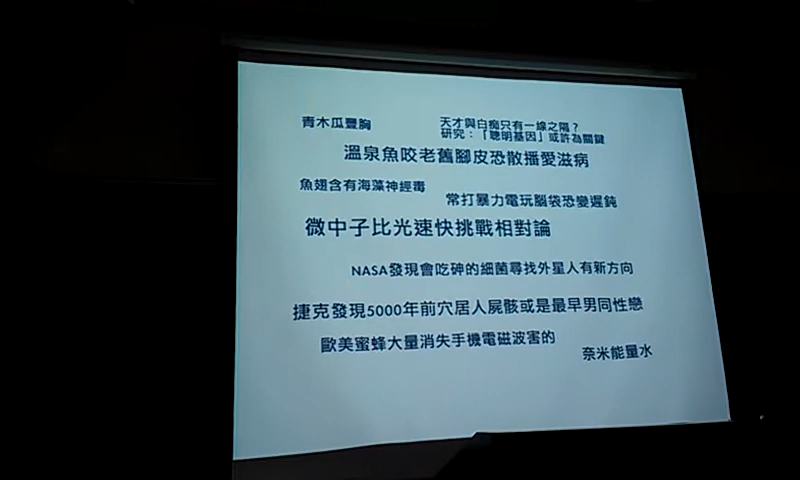 青木瓜豐胸
天才與白痴只有一線之隔？
研究：「聰明基因」或許為關鍵
溫泉魚咬老舊腳皮恐散播愛滋病
魚翅含有海藻神經毒
常打暴力電玩腦袋恐變遲鈍
微中子比光速快挑戰相對論
NASA發現會吃砷的細菌尋找外星人有新方向
捷克發現5000年前穴居人屍骸或是最早男同性戀
歐美蜜蜂大量消失手機電磁波害的
奈米能量水